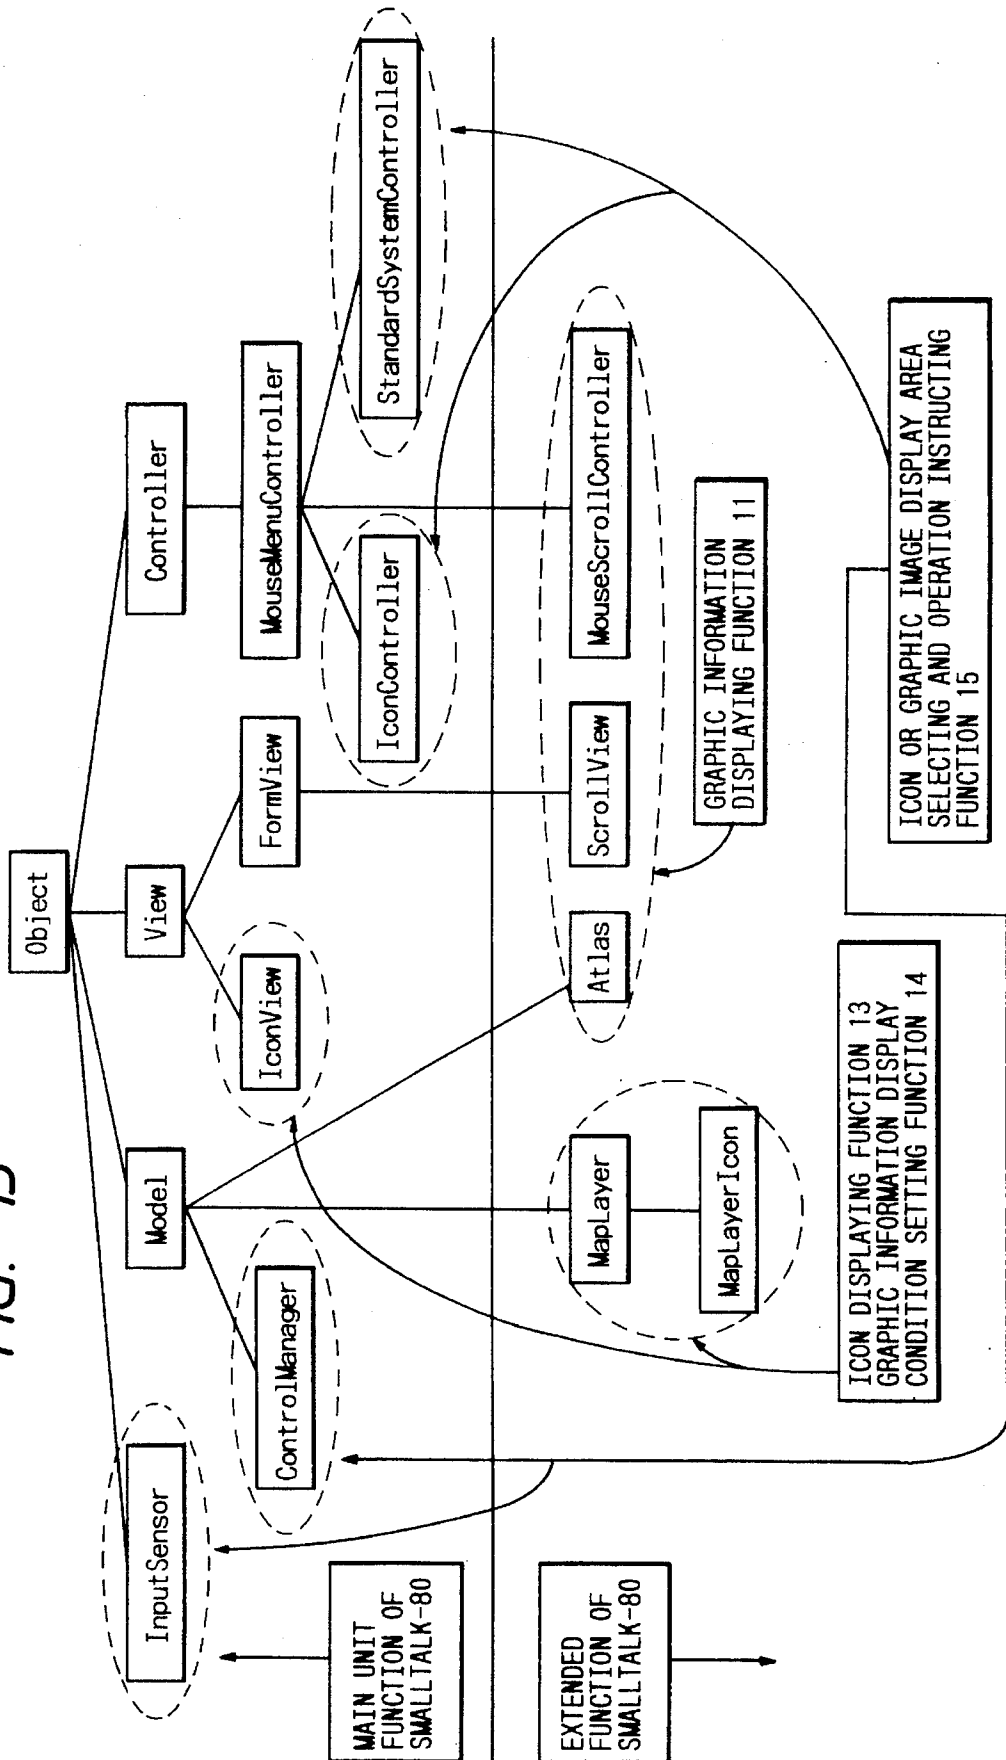 Object
InputSensor
Model
View
Controller
ControlManager
IconView
FormView
MouseMenuController
IconController
StandardSystemController
MAIN UNIT
FUNCTION OF
SMALLTALK-80
EXTENDED
FUNCTION OF
SMALLTALK-80
MapLayer
Atlas
ScrollView
MouseScrollController
MapLayerIcon
GRAPHIC INFORMATION
DISPLAYING FUNCTION 11
ICON DISPLAYING FUNCTION 13
GRAPHIC INFORMATION DISPLAY
CONDITION SETTING FUNCTION 14
ICON OR GRAPHIC IMAGE DISPLAY AREA
SELECTING AND OPERATION INSTRUCTING
FUNCTION 15